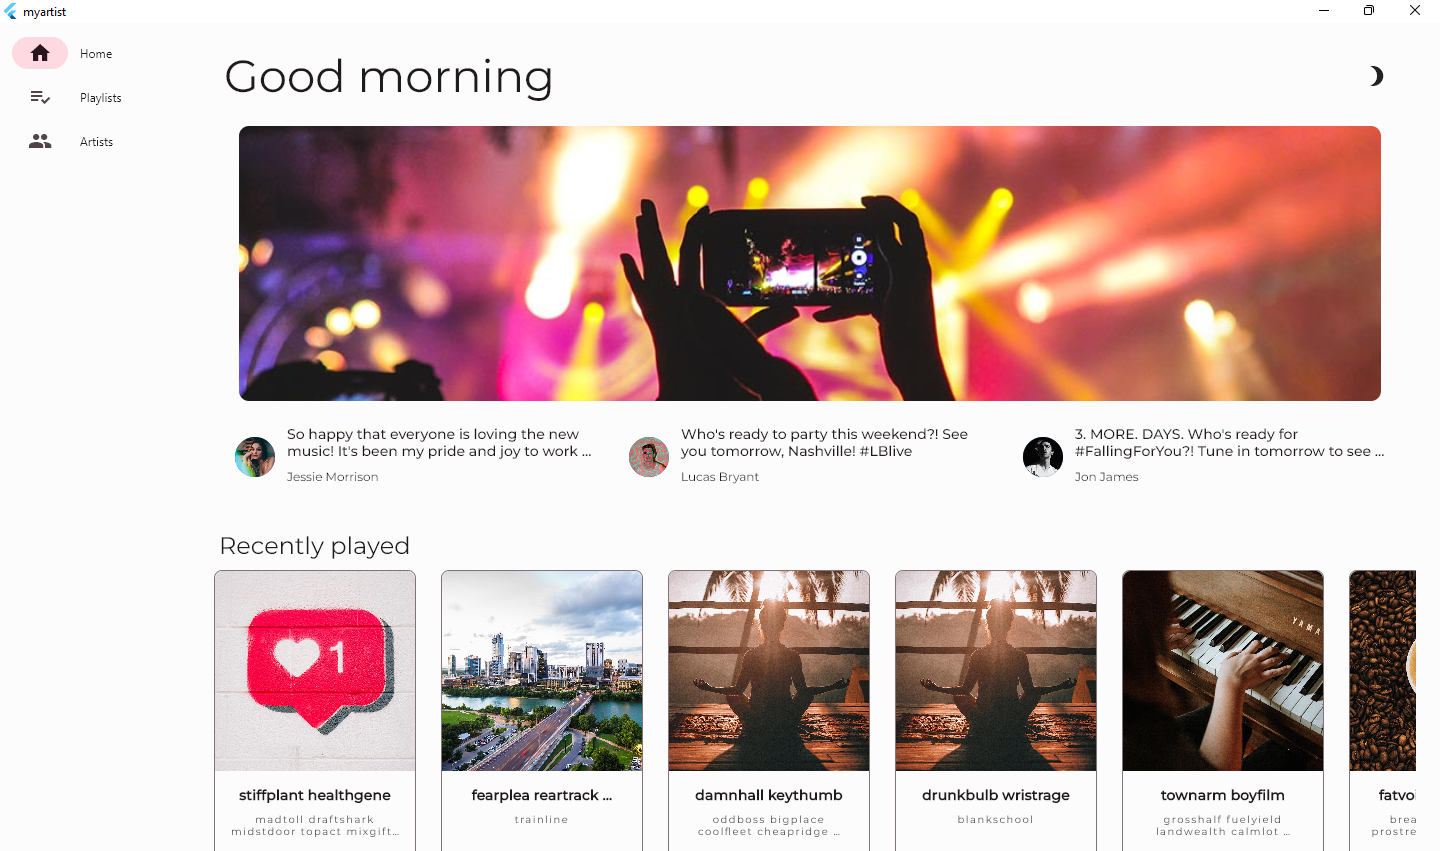 myartist
Home
Playlists
Artists
Good morning
So happy that everyone is loving the new
music! It's been my pride and joy to work ...
Jessie Morrison
Who's ready to party this weekend?! See
you tomorrow, Nashville! #LBlive
Lucas Bryant
3. MORE. DAYS. Who's ready for
#FallingForYou?! Tune in tomorrow to see ...
Jon James
Recently played
1
YAMA
stiffplant healthgene
madtoll draftshark
midstdoor topact mixgift...
fearplea reartrack ...
trainline
damnhall keythumb
oddboss bigplace
coolfleet cheapridge ...
drunkbulb wristrage
blankschool
townarm boyfilm
grosshalf fuelyield
landwealth calmlot ...
fatvoi
brea
prostre